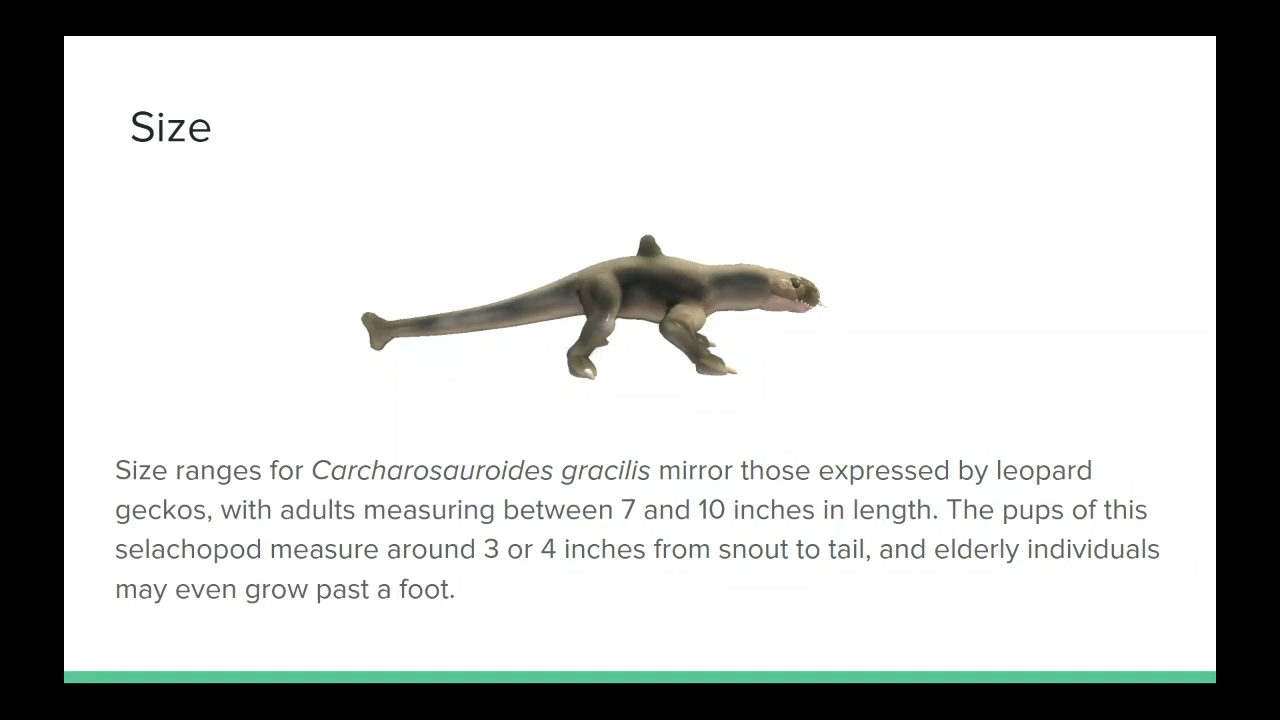 Size
Size ranges for Carcharosauroides gracilis mirror those expressed by leopard
geckos, with adults measuring between 7 and 10 inches in length. The pups of this
selachopod measure around 3 or 4 inches from snout to tail, and elderly individuals
may even grow past a foot.